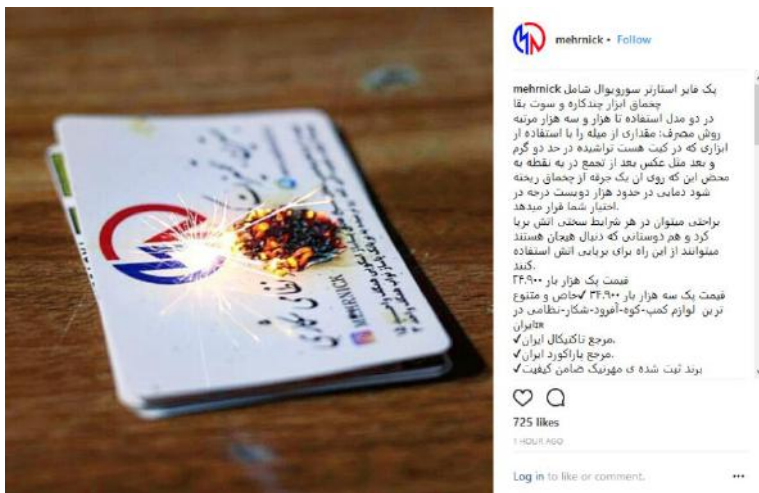 mehrnick • Follow
mehrnick پک فایر استارتر سوروایوال شامل
چخماق ابزار چندکاره و سوت بقا
در دو مدل استفاده تا هزار و سه هزار مرتبه
روش مصرف: مقداری از میله را با استفاده از
ابزاری که در کیت هست تراشیده در حد دو گرم
و بعد مثل عکس بعد از تجمع در یه نقطه به
محض این که روی ان یک جرقه از چخماق ریخته
شود دمایی در حدود هزار دویست درجه در
اختیار شما قرار میدهد.
براحتی میتوان در هر شرایط سختی اتش برپا
کرد و هم دوستانی که دنبال هیجان هستند
میتوانند از این راه برای برپایی اتش استفاده
کنند.
قیمت پک هزار بار ۲۴.۹۰۰
قیمت پک سه هزار بار ۳۴.۹۰۰ ✔خاص و متنوع
ترین لوازم کمپ-کوه-آفرود-شکار-نظامی در
ایران
✔مرجع تاکتیکال ایران.
✔مرجع پاراکورد ایران.
✔برند ثبت شده ی مهرنیک ضامن کیفیت
725 likes
1 HOUR AGO
Log in to like or comment.
MEHRNICK